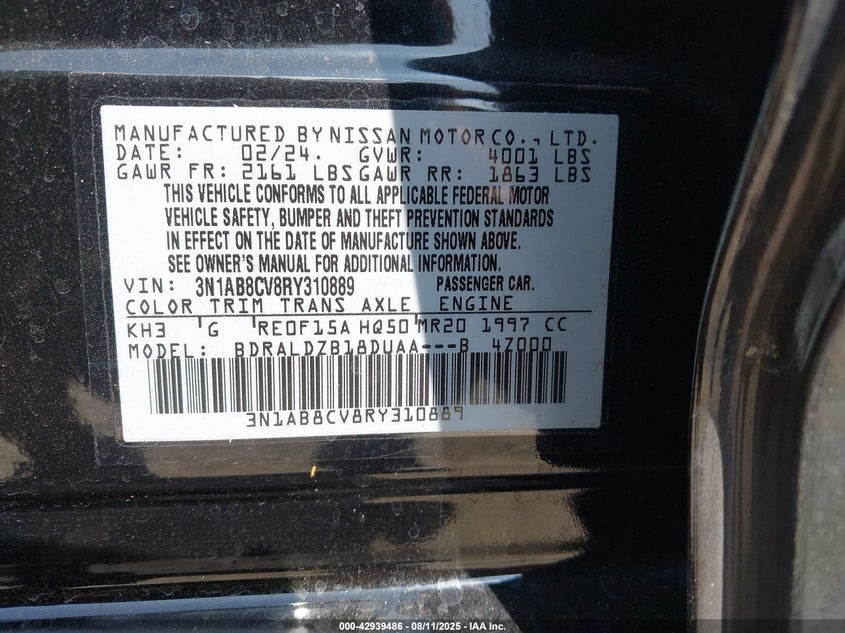 MANUFACTURED BY NISSAN MOTOR CO., LTD.
DATE: 02/24. GVWR: 4001 LBS
GAWR FR: 2161 LBS GAWR RR: 1863 LBS
THIS VEHICLE CONFORMS TO ALL APPLICABLE FEDERAL MOTOR
VEHICLE SAFETY, BUMPER AND THEFT PREVENTION STANDARDS
IN EFFECT ON THE DATE OF MANUFACTURE SHOWN ABOVE.
SEE OWNER'S MANUAL FOR ADDITIONAL INFORMATION.
VIN: 3N1AB8CV8RY310889 PASSENGER CAR.
COLOR TRIM TRANS AXLE ENGINE
KH3 'G 'RE0F15A HQ50 MR20 1997 CC
MODEL: BDRALDZB18DUAA---B 4Z000
3N1AB8CV8RY310889
000-42939486 - 08/11/2025 - IAA Inc.